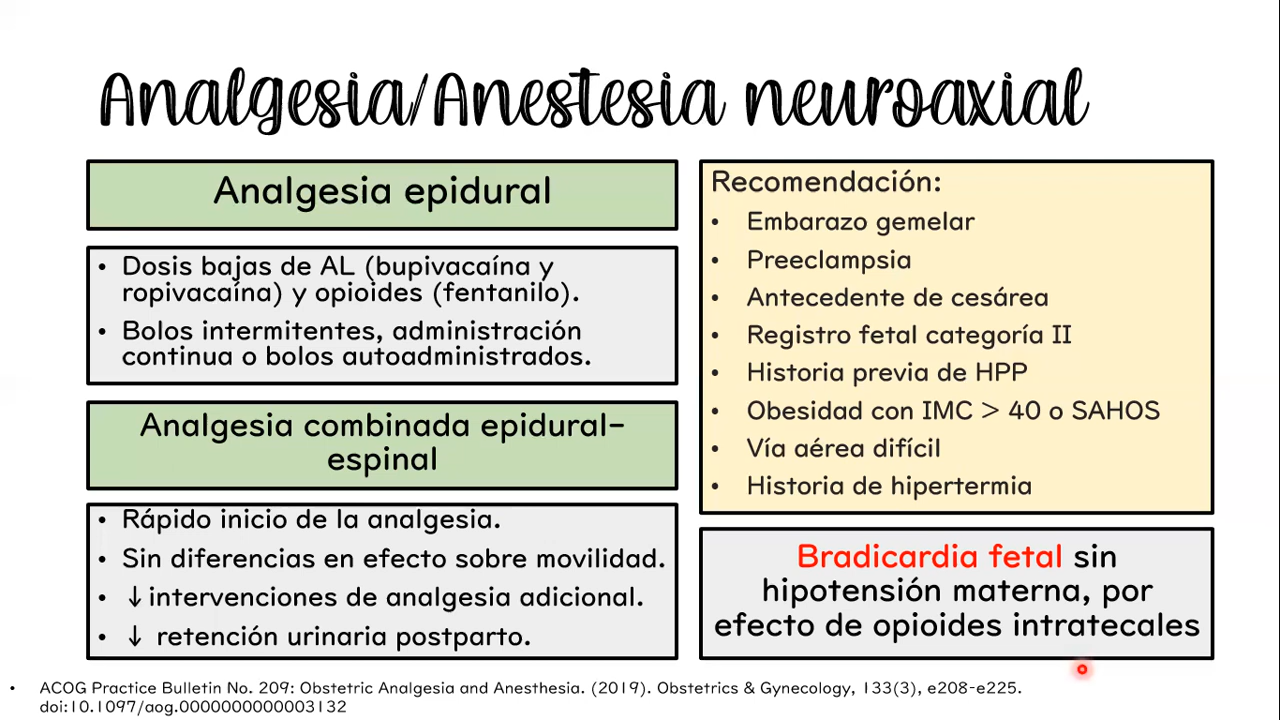 Analgesia/Anestesia neuroaxial
Analgesia epidural
• Dosis bajas de AL (bupivacaína y
ropivacaína) y opioides (fentanilo).
• Bolos intermitentes, administración
continua o bolos autoadministrados.
Analgesia combinada epidural-
espinal
• Rápido inicio de la analgesia.
• Sin diferencias en efecto sobre movilidad.
• ↓ intervenciones de analgesia adicional.
• ↓ retención urinaria postparto.
Recomendación:
• Embarazo gemelar
• Preeclampsia
• Antecedente de cesárea
• Registro fetal categoría II
• Historia previa de HPP
• Obesidad con IMC > 40 o SAHOS
• Vía aérea difícil
• Historia de hipertermia
Bradicardia fetal sin
hipotensión materna, por
efecto de opioides intratecales
• ACOG Practice Bulletin No. 209: Obstetric Analgesia and Anesthesia. (2019). Obstetrics & Gynecology, 133(3), e208-e225.
doi:10.1097/aog.0000000000003132